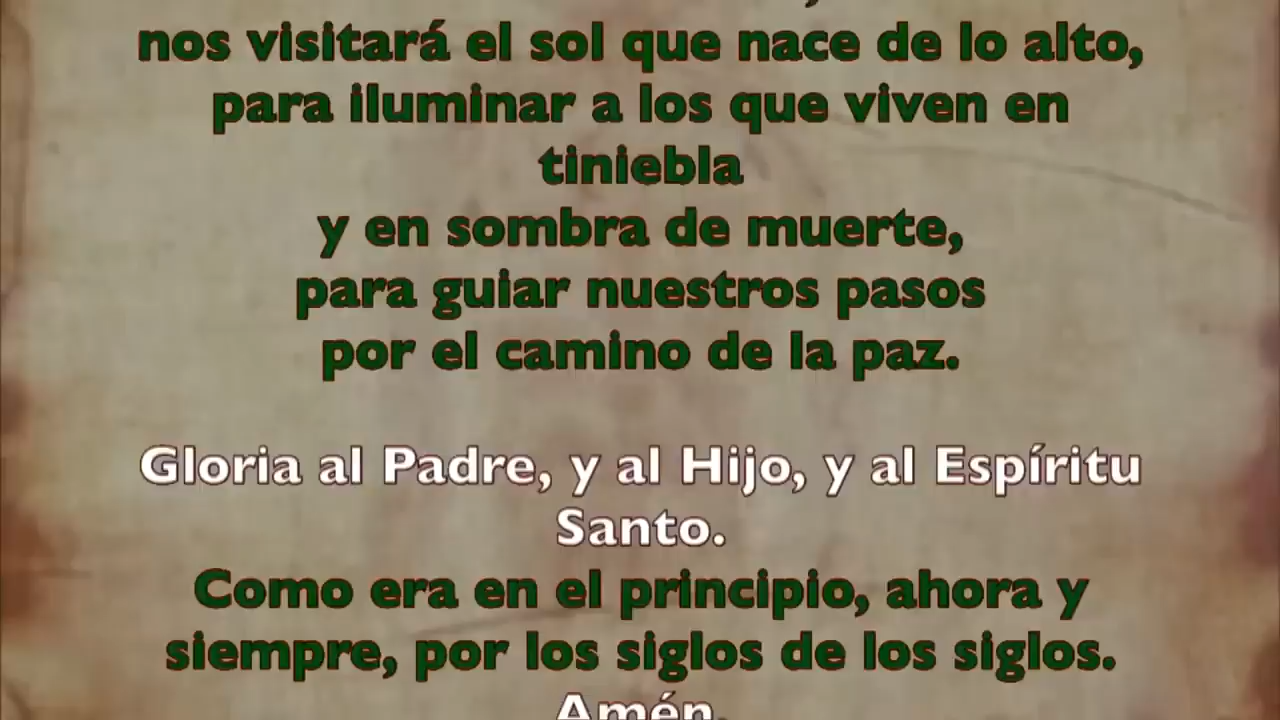 nos visitará el sol que nace de lo alto,
para iluminar a los que viven en
tiniebla
y en sombra de muerte,
para guiar nuestros pasos
por el camino de la paz.
Gloria al Padre, y al Hijo, y al Espíritu
Santo.
Como era en el principio, ahora y
siempre, por los siglos de los siglos.
Amén.